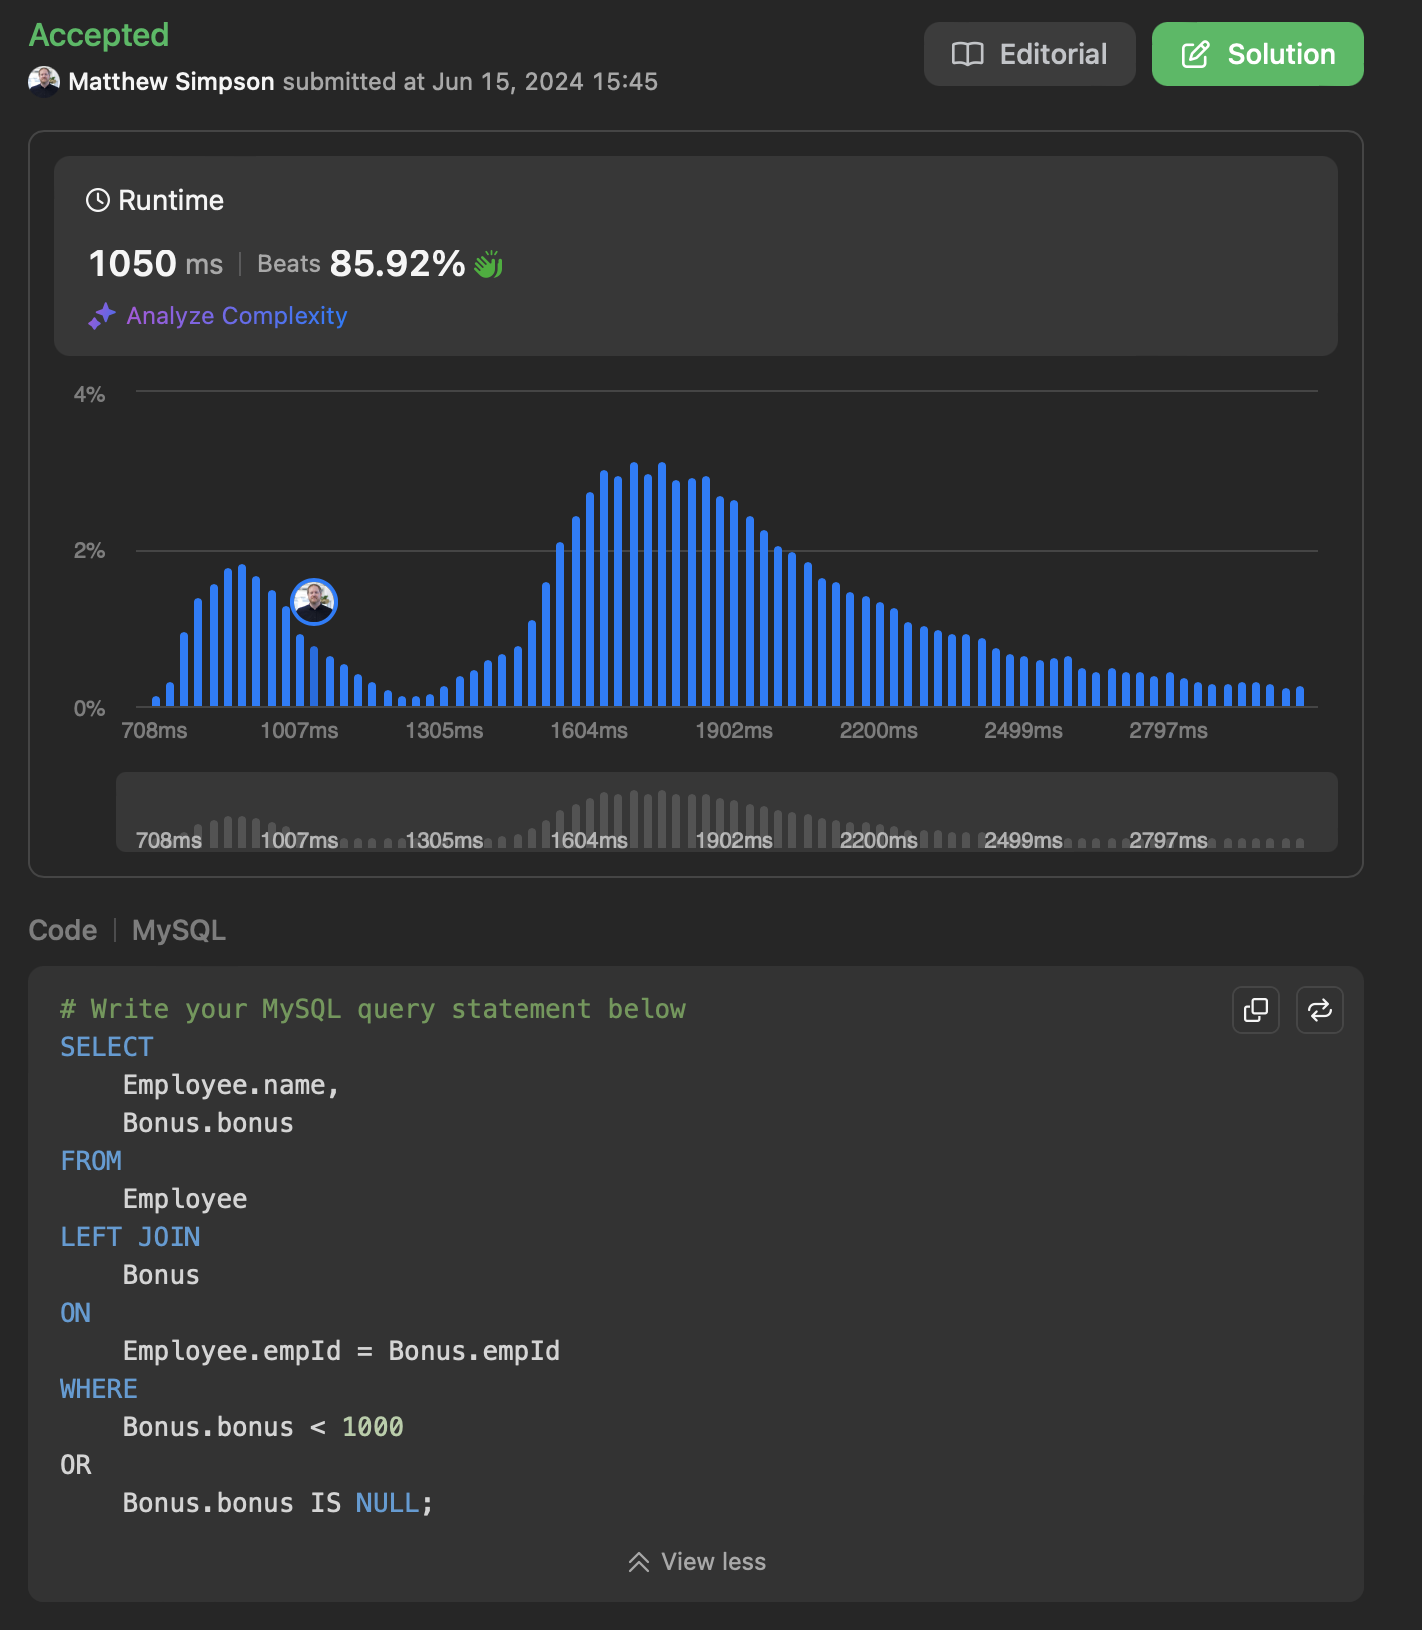 Accepted
Matthew Simpson submitted at Jun 15, 2024 15:45
Editorial
Solution
Runtime
1050 ms | Beats 85.92%
Analyze Complexity
4%
2%
0%
708ms 1007ms 1305ms 1604ms 1902ms 2200ms 2499ms 2797ms
708ms 1007ms 1305ms 1604ms 1902ms 2200ms 2499ms 2797ms
Code | MySQL
# Write your MySQL query statement below
SELECT
    Employee.name,
    Bonus.bonus
FROM
    Employee
LEFT JOIN
    Bonus
ON
    Employee.empId = Bonus.empId
WHERE
    Bonus.bonus < 1000
OR
    Bonus.bonus IS NULL;
View less